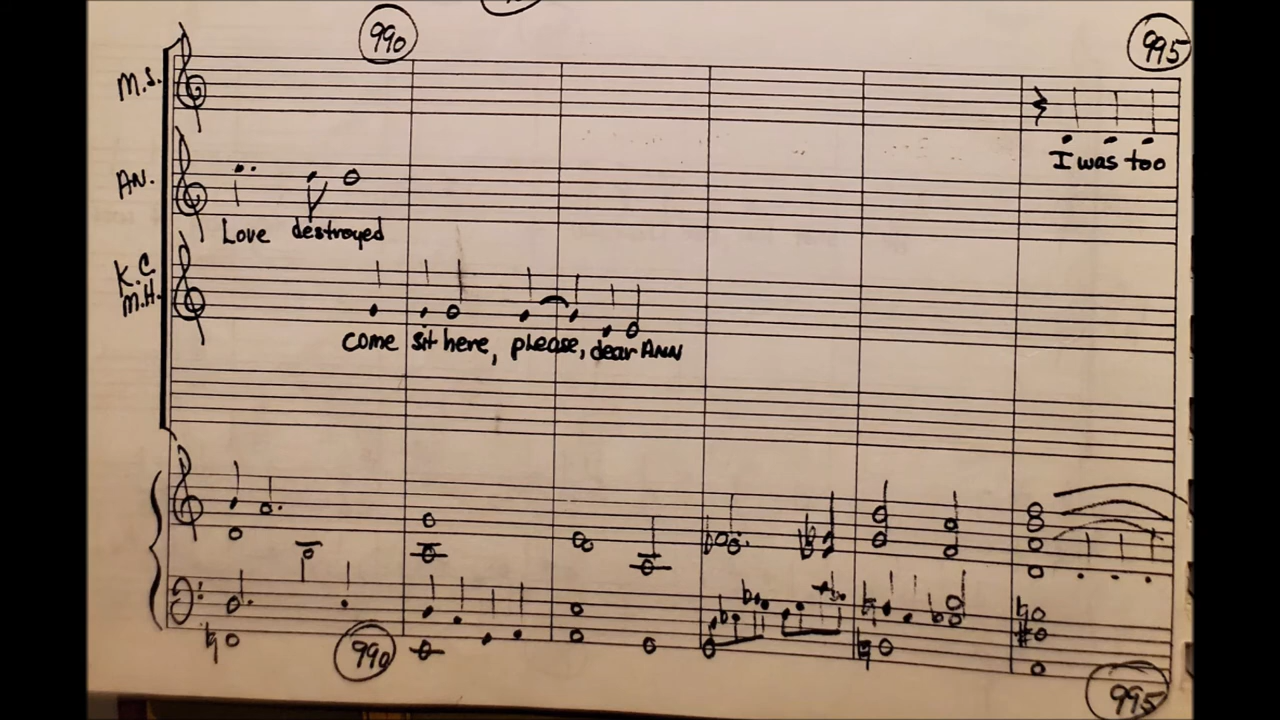 990
995
M.S.
I was too
AN.
Love destroyed
K.C.
M.H.
come sit here, please, dear ANN
990
995